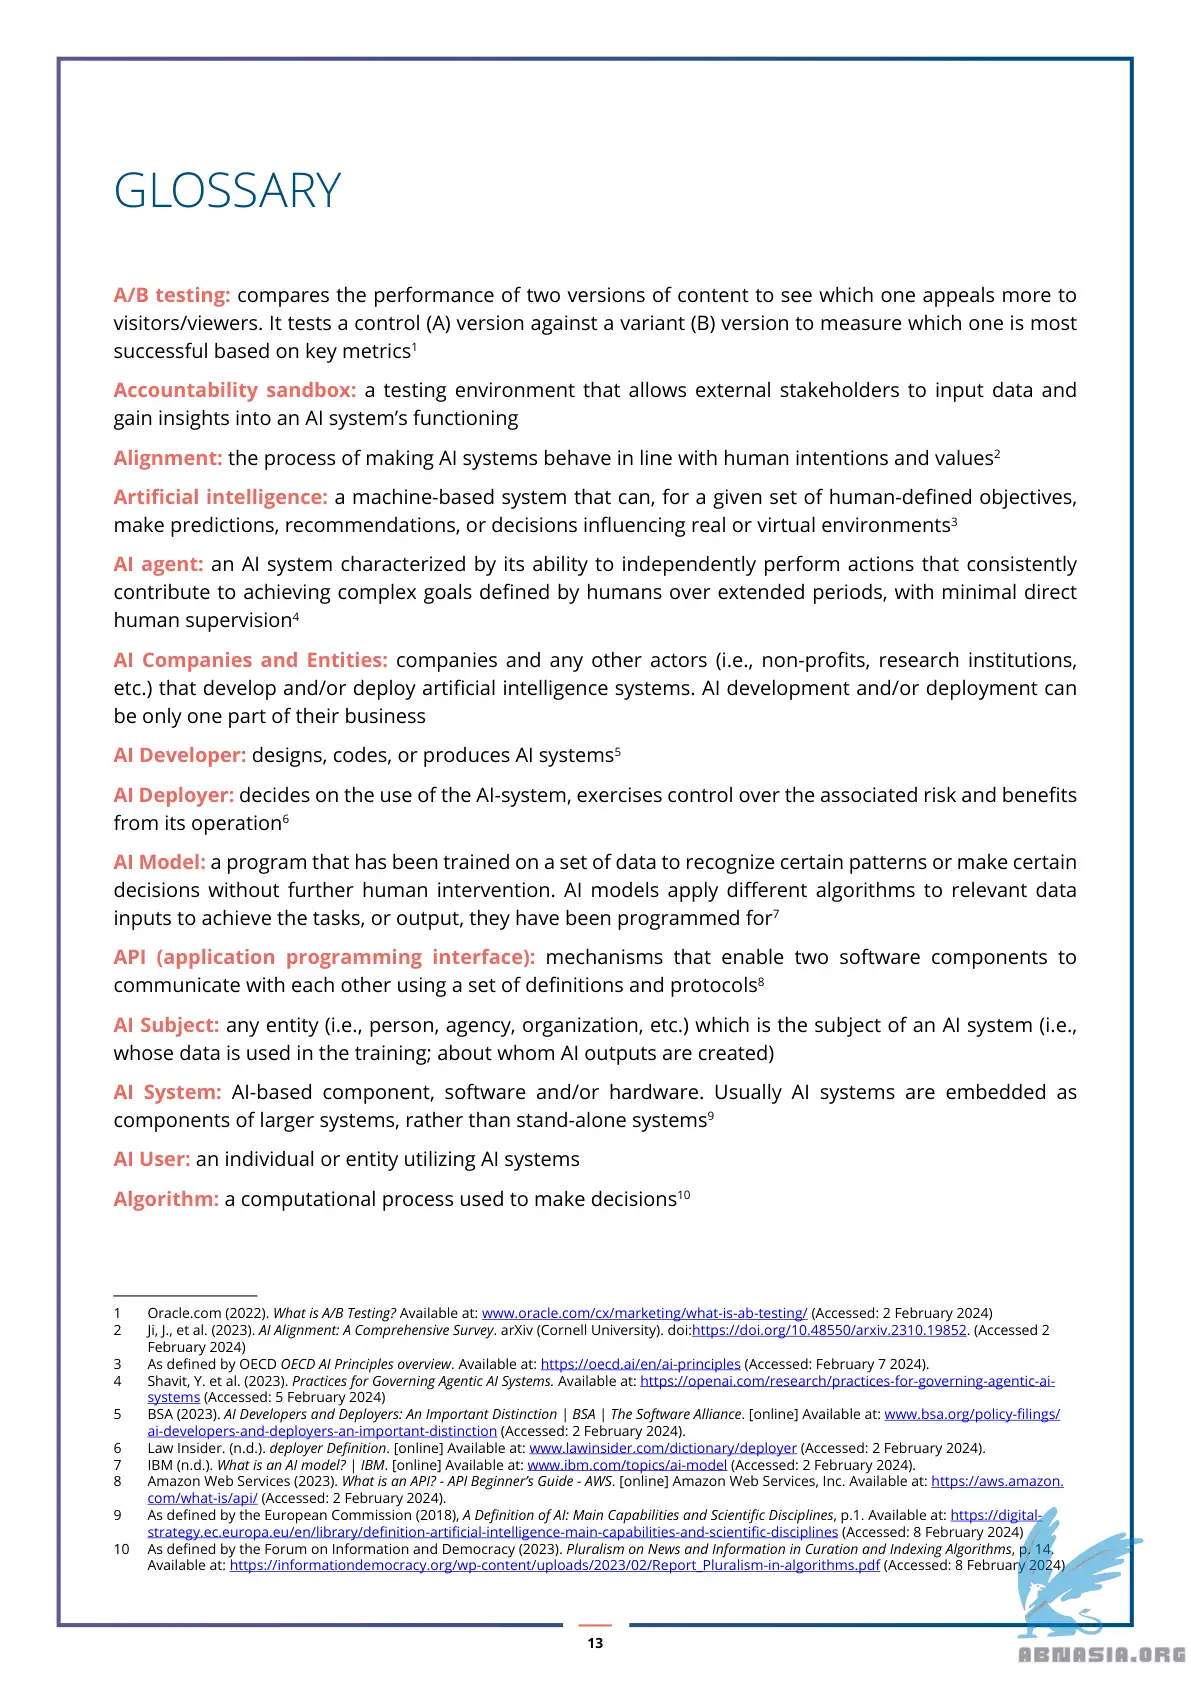 GLOSSARY
A/B testing: compares the performance of two versions of content to see which one appeals more to
visitors/viewers. It tests a control (A) version against a variant (B) version to measure which one is most
successful based on key metrics1
Accountability sandbox: a testing environment that allows external stakeholders to input data and
gain insights into an AI system’s functioning
Alignment: the process of making AI systems behave in line with human intentions and values2
Artificial intelligence: a machine-based system that can, for a given set of human-defined objectives,
make predictions, recommendations, or decisions influencing real or virtual environments3
AI agent: an AI system characterized by its ability to independently perform actions that consistently
contribute to achieving complex goals defined by humans over extended periods, with minimal direct
human supervision4
AI Companies and Entities: companies and any other actors (i.e., non-profits, research institutions,
etc.) that develop and/or deploy artificial intelligence systems. AI development and/or deployment can
be only one part of their business
AI Developer: designs, codes, or produces AI systems5
AI Deployer: decides on the use of the AI-system, exercises control over the associated risk and benefits
from its operation6
AI Model: a program that has been trained on a set of data to recognize certain patterns or make certain
decisions without further human intervention. AI models apply different algorithms to relevant data
inputs to achieve the tasks, or output, they have been programmed for7
API (application programming interface): mechanisms that enable two software components to
communicate with each other using a set of definitions and protocols8
AI Subject: any entity (i.e., person, agency, organization, etc.) which is the subject of an AI system (i.e.,
whose data is used in the training; about whom AI outputs are created)
AI System: AI-based component, software and/or hardware. Usually AI systems are embedded as
components of larger systems, rather than stand-alone systems9
AI User: an individual or entity utilizing AI systems
Algorithm: a computational process used to make decisions10
1 Oracle.com (2022). What is A/B Testing? Available at: www.oracle.com/cx/marketing/what-is-ab-testing/ (Accessed: 2 February 2024)
2 Ji, J., et al. (2023). AI Alignment: A Comprehensive Survey. arXiv (Cornell University). doi:https://doi.org/10.48550/arxiv.2310.19852. (Accessed 2
February 2024)
3 As defined by OECD OECD AI Principles overview. Available at: https://oecd.ai/en/ai-principles (Accessed: February 7 2024).
4 Shavit, Y. et al. (2023). Practices for Governing Agentic AI Systems. Available at: https://openai.com/research/practices-for-governing-agentic-ai-
systems (Accessed: 5 February 2024)
5 BSA (2023). AI Developers and Deployers: An Important Distinction | BSA | The Software Alliance. [online] Available at: www.bsa.org/policy-filings/
ai-developers-and-deployers-an-important-distinction (Accessed: 2 February 2024).
6 Law Insider. (n.d.). deployer Definition. [online] Available at: www.lawinsider.com/dictionary/deployer (Accessed: 2 February 2024).
7 IBM (n.d.). What is an AI model? | IBM. [online] Available at: www.ibm.com/topics/ai-model (Accessed: 2 February 2024).
8 Amazon Web Services (2023). What is an API? - API Beginner’s Guide - AWS. [online] Amazon Web Services, Inc. Available at: https://aws.amazon.
com/what-is/api/ (Accessed: 2 February 2024).
9 As defined by the European Commission (2018), A Definition of AI: Main Capabilities and Scientific Disciplines, p.1. Available at: https://digital-
strategy.ec.europa.eu/en/library/definition-artificial-intelligence-main-capabilities-and-scientific-disciplines (Accessed: 8 February 2024)
10 As defined by the Forum on Information and Democracy (2023). Pluralism on News and Information in Curation and Indexing Algorithms, p. 14.
Available at: https://informationdemocracy.org/wp-content/uploads/2023/02/Report_Pluralism-in-algorithms.pdf (Accessed: 8 February 2024)
13
ABNASIA.ORG